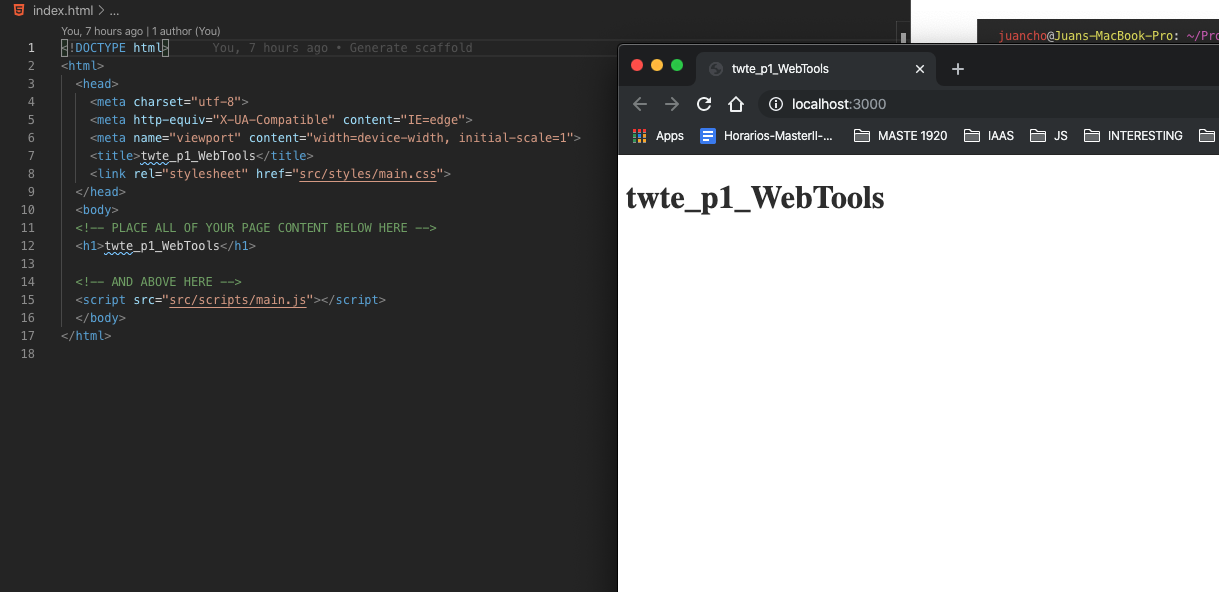 index.html > ...
You, 7 hours ago | 1 author (You)
1 <!DOCTYPE html> You, 7 hours ago • Generate scaffold
2 <html>
3 <head>
4 <meta charset="utf-8">
5 <meta http-equiv="X-UA-Compatible" content="IE=edge">
6 <meta name="viewport" content="width=device-width, initial-scale=1">
7 <title>twte_p1_WebTools</title>
8 <link rel="stylesheet" href="src/styles/main.css">
9 </head>
10 <body>
11 <!-- PLACE ALL OF YOUR PAGE CONTENT BELOW HERE -->
12 <h1>twte_p1_WebTools</h1>
13
14 <!-- AND ABOVE HERE -->
15 <script src="src/scripts/main.js"></script>
16 </body>
17 </html>
18
juancho@Juans-MacBook-Pro: ~/Pro
twte_p1_WebTools
localhost:3000
Apps Horarios-MasterII-... MASTE 1920 IAAS JS INTERESTING
twte_p1_WebTools